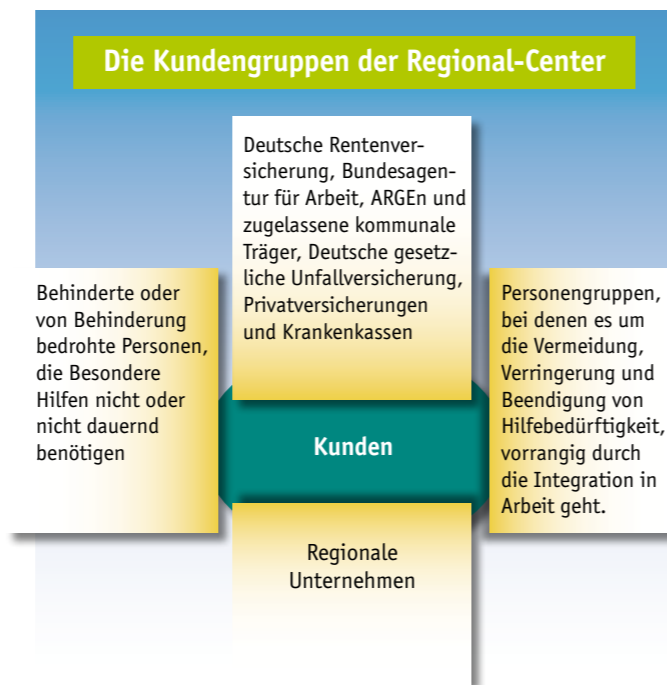 Die Kundengruppen der Regional-Center
Deutsche Rentenver-
sicherung, Bundesagen-
tur für Arbeit, ARGEn und
zugelassene kommunale
Träger, Deutsche gesetz-
liche Unfallversicherung,
Privatversicherungen
und Krankenkassen
Behinderte oder
von Behinderung
bedrohte Personen,
die Besondere
Hilfen nicht oder
nicht dauernd
benötigen
Kunden
Personengruppen,
bei denen es um
die Vermeidung,
Verringerung und
Beendigung von
Hilfebedürftigkeit,
vorrangig durch
die Integration in
Arbeit geht.
Regionale
Unternehmen